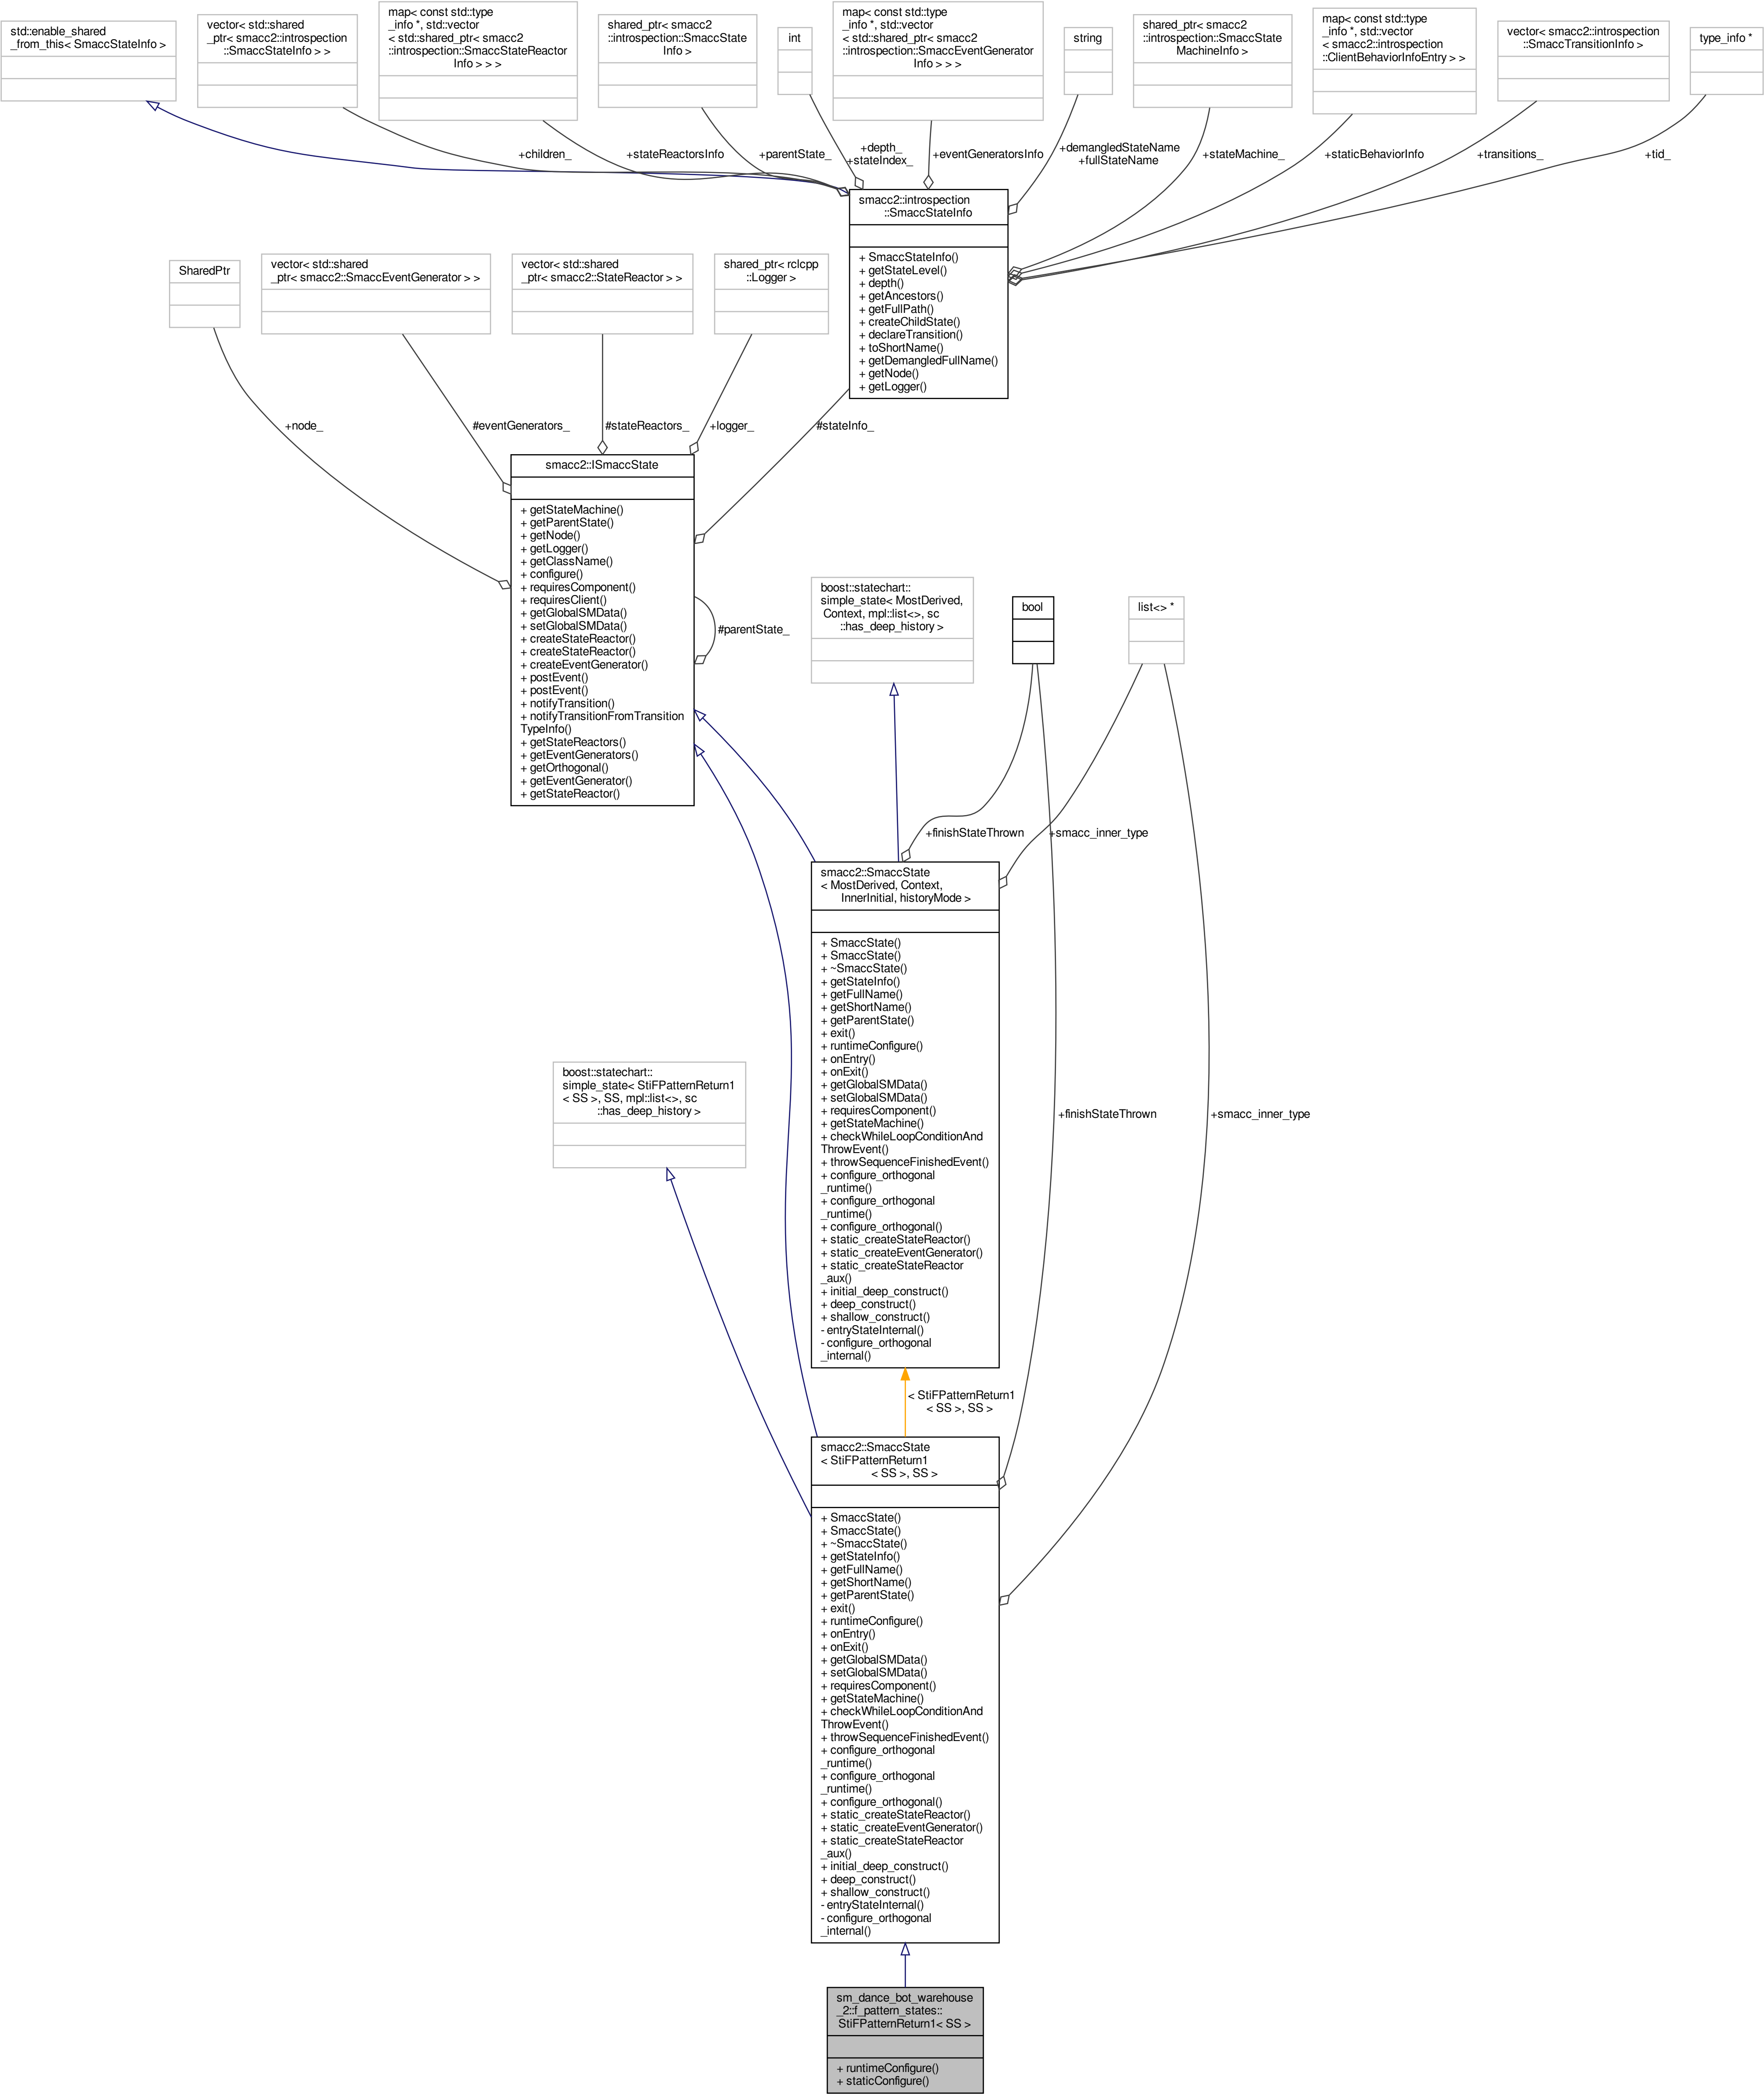 std::enable_shared
_from_this< SmaccStateInfo >
vector< std::shared
_ptr< smacc2::introspection
::SmaccStateInfo > >
map< const std::type
_info *, std::vector
< std::shared_ptr< smacc2
::introspection::SmaccStateReactor
Info > > >
shared_ptr< smacc2
::introspection::SmaccState
Info >
int
map< const std::type
_info *, std::vector
< std::shared_ptr< smacc2
::introspection::SmaccEventGenerator
Info > > >
string
shared_ptr< smacc2
::introspection::SmaccState
MachineInfo >
map< const std::type
_info *, std::vector
< smacc2::introspection
::ClientBehaviorInfoEntry > >
vector< smacc2::introspection
::SmaccTransitionInfo >
type_info *
+children_
+stateReactorsInfo
+parentState_
+depth_
+stateIndex_
+eventGeneratorsInfo
+demangledStateName
+fullStateName
+stateMachine_
+staticBehaviorInfo
+transitions_
+tid_
smacc2::introspection
::SmaccStateInfo
+ SmaccStateInfo()
+ getStateLevel()
+ depth()
+ getAncestors()
+ getFullPath()
+ createChildState()
+ declareTransition()
+ toShortName()
+ getDemangledFullName()
+ getNode()
+ getLogger()
SharedPtr
vector< std::shared
_ptr< smacc2::SmaccEventGenerator > >
vector< std::shared
_ptr< smacc2::StateReactor > >
shared_ptr< rclcpp
::Logger >
+node_
#eventGenerators_
#stateReactors_
+logger_
#stateInfo_
smacc2::ISmaccState
+ getStateMachine()
+ getParentState()
+ getNode()
+ getLogger()
+ getClassName()
+ configure()
+ requiresComponent()
+ requiresClient()
+ getGlobalSMData()
+ setGlobalSMData()
+ createStateReactor()
+ createStateReactor()
+ createEventGenerator()
+ postEvent()
+ postEvent()
+ notifyTransition()
+ notifyTransitionFromTransition
TypeInfo()
+ getStateReactors()
+ getEventGenerators()
+ getOrthogonal()
+ getEventGenerator()
+ getStateReactor()
#parentState_
boost::statechart::
simple_state< MostDerived,
Context, mpl::list<>, sc
::has_deep_history >
bool
list<> *
+finishStateThrown
+smacc_inner_type
smacc2::SmaccState
< MostDerived, Context,
InnerInitial, historyMode >
+ SmaccState()
+ SmaccState()
+ ~SmaccState()
+ getStateInfo()
+ getFullName()
+ getShortName()
+ getParentState()
+ exit()
+ runtimeConfigure()
+ onEntry()
+ onExit()
+ getGlobalSMData()
+ setGlobalSMData()
+ requiresComponent()
+ getStateMachine()
+ checkWhileLoopConditionAnd
ThrowEvent()
+ throwSequenceFinishedEvent()
+ configure_orthogonal
_runtime()
+ configure_orthogonal
_runtime()
+ configure_orthogonal()
+ static_createStateReactor()
+ static_createEventGenerator()
+ static_createStateReactor
_aux()
+ initial_deep_construct()
+ deep_construct()
+ shallow_construct()
- entryStateInternal()
- configure_orthogonal
_internal()
boost::statechart::
simple_state< StiFPatternReturn1
< SS >, SS, mpl::list<>, sc
::has_deep_history >
+finishStateThrown
+smacc_inner_type
< StiFPatternReturn1
< SS >, SS >
smacc2::SmaccState
< StiFPatternReturn1
< SS >, SS >
+ SmaccState()
+ SmaccState()
+ ~SmaccState()
+ getStateInfo()
+ getFullName()
+ getShortName()
+ getParentState()
+ exit()
+ runtimeConfigure()
+ onEntry()
+ onExit()
+ getGlobalSMData()
+ setGlobalSMData()
+ requiresComponent()
+ getStateMachine()
+ checkWhileLoopConditionAnd
ThrowEvent()
+ throwSequenceFinishedEvent()
+ configure_orthogonal
_runtime()
+ configure_orthogonal
_runtime()
+ configure_orthogonal()
+ static_createStateReactor()
+ static_createEventGenerator()
+ static_createStateReactor
_aux()
+ initial_deep_construct()
+ deep_construct()
+ shallow_construct()
- entryStateInternal()
- configure_orthogonal
_internal()
sm_dance_bot_warehouse
_2::f_pattern_states::
StiFPatternReturn1< SS >
+ runtimeConfigure()
+ staticConfigure()